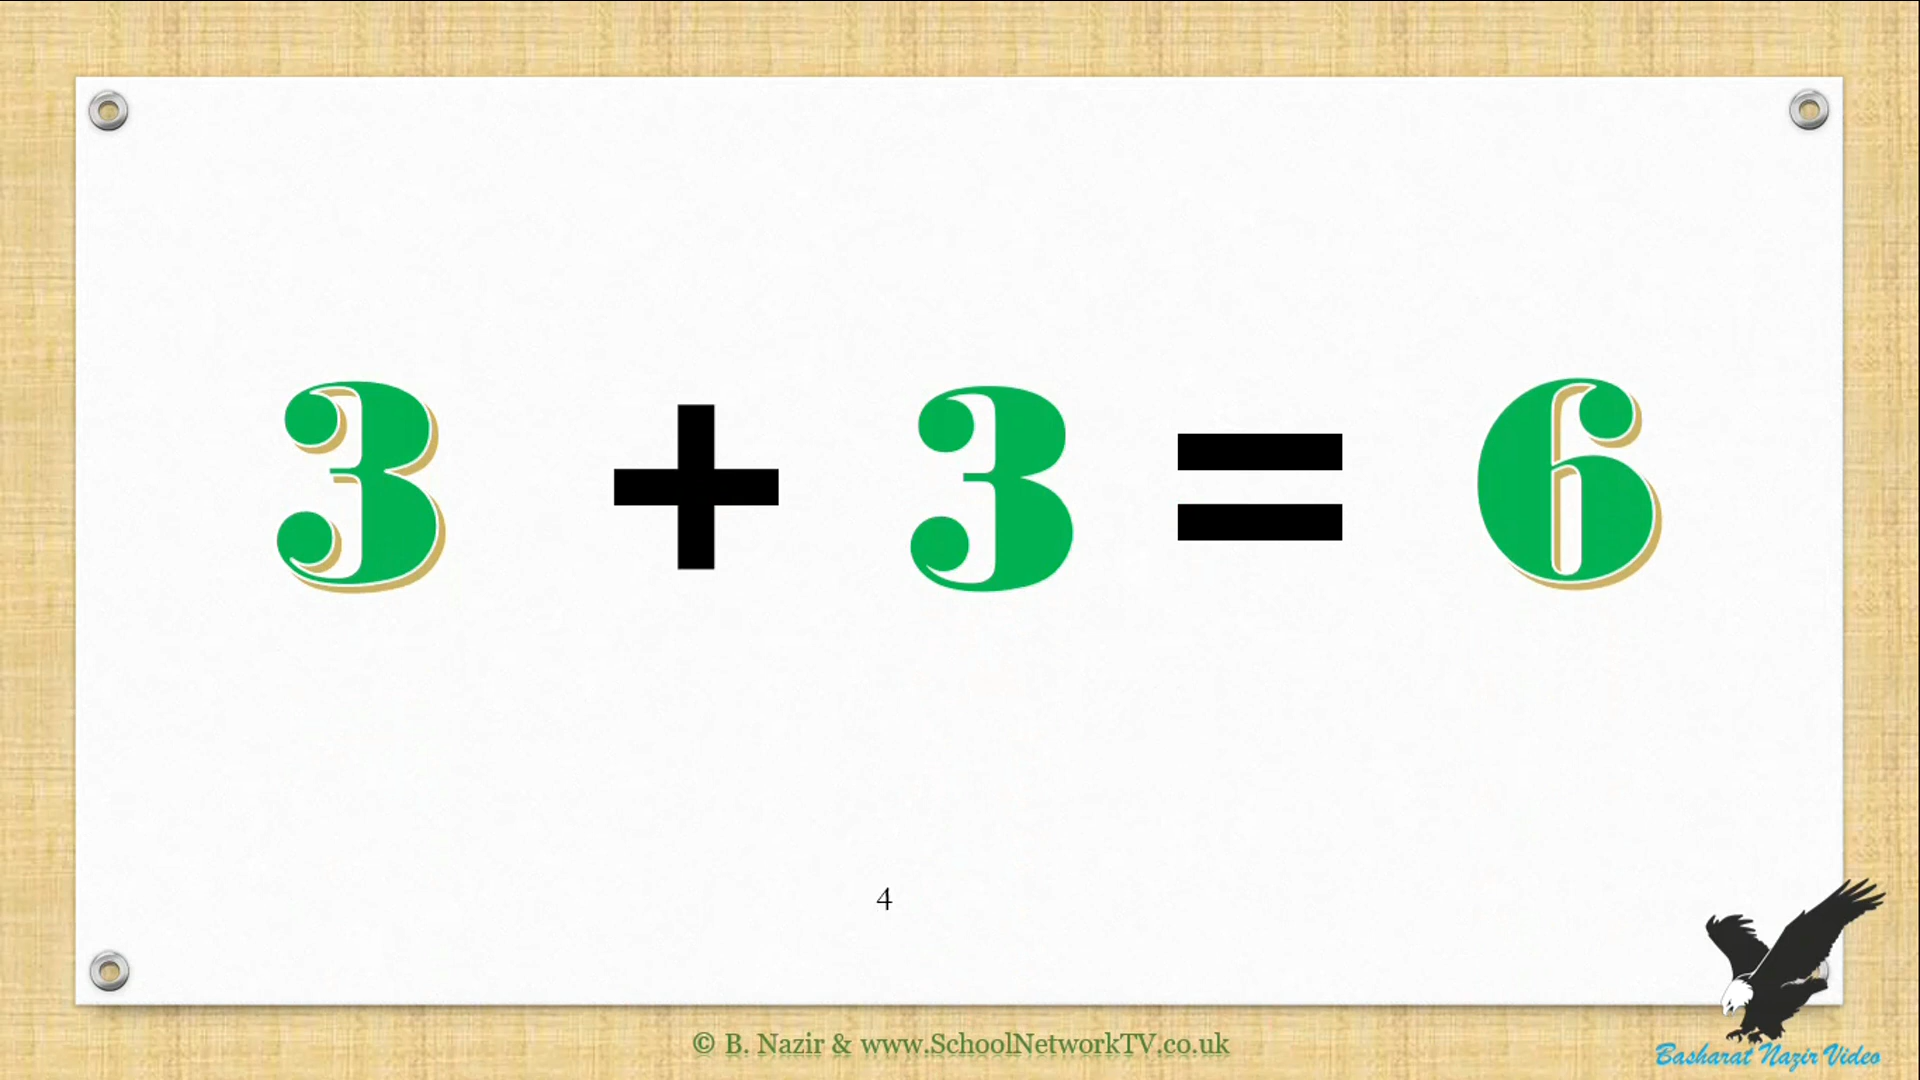 3 + 3 = 6
4
© B. Nazir & www.SchoolNetworkTV.co.uk
Basharat Nazir Video